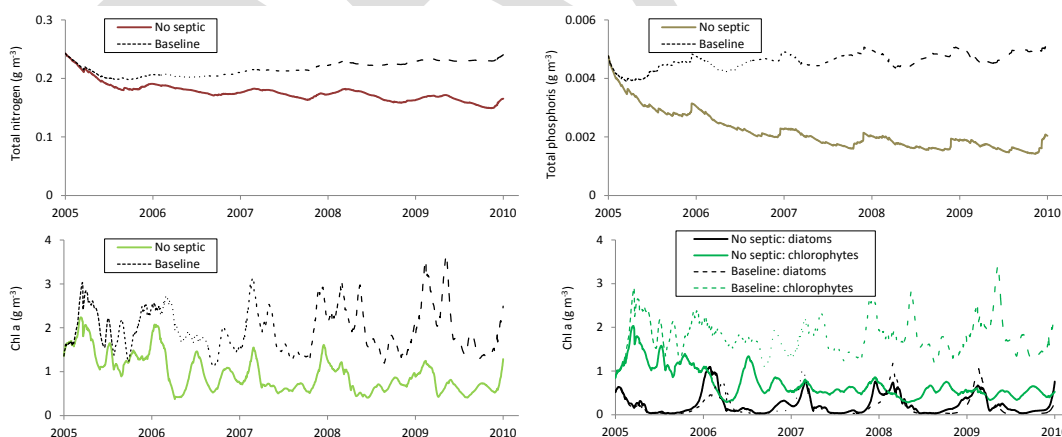 No septic
Baseline
Total nitrogen (g m⁻³)
0.3
0.2
0.1
0
2005 2006 2007 2008 2009 2010
No septic
Baseline
Total phosphoris (g m⁻³)
0.006
0.004
0.002
0
2005 2006 2007 2008 2009 2010
No septic
Baseline
Chl a (g m⁻³)
4
3
2
1
0
2005 2006 2007 2008 2009 2010
No septic: diatoms
No septic: chlorophytes
Baseline: diatoms
Baseline: chlorophytes
Chl a (g m⁻³)
4
3
2
1
0
2005 2006 2007 2008 2009 2010